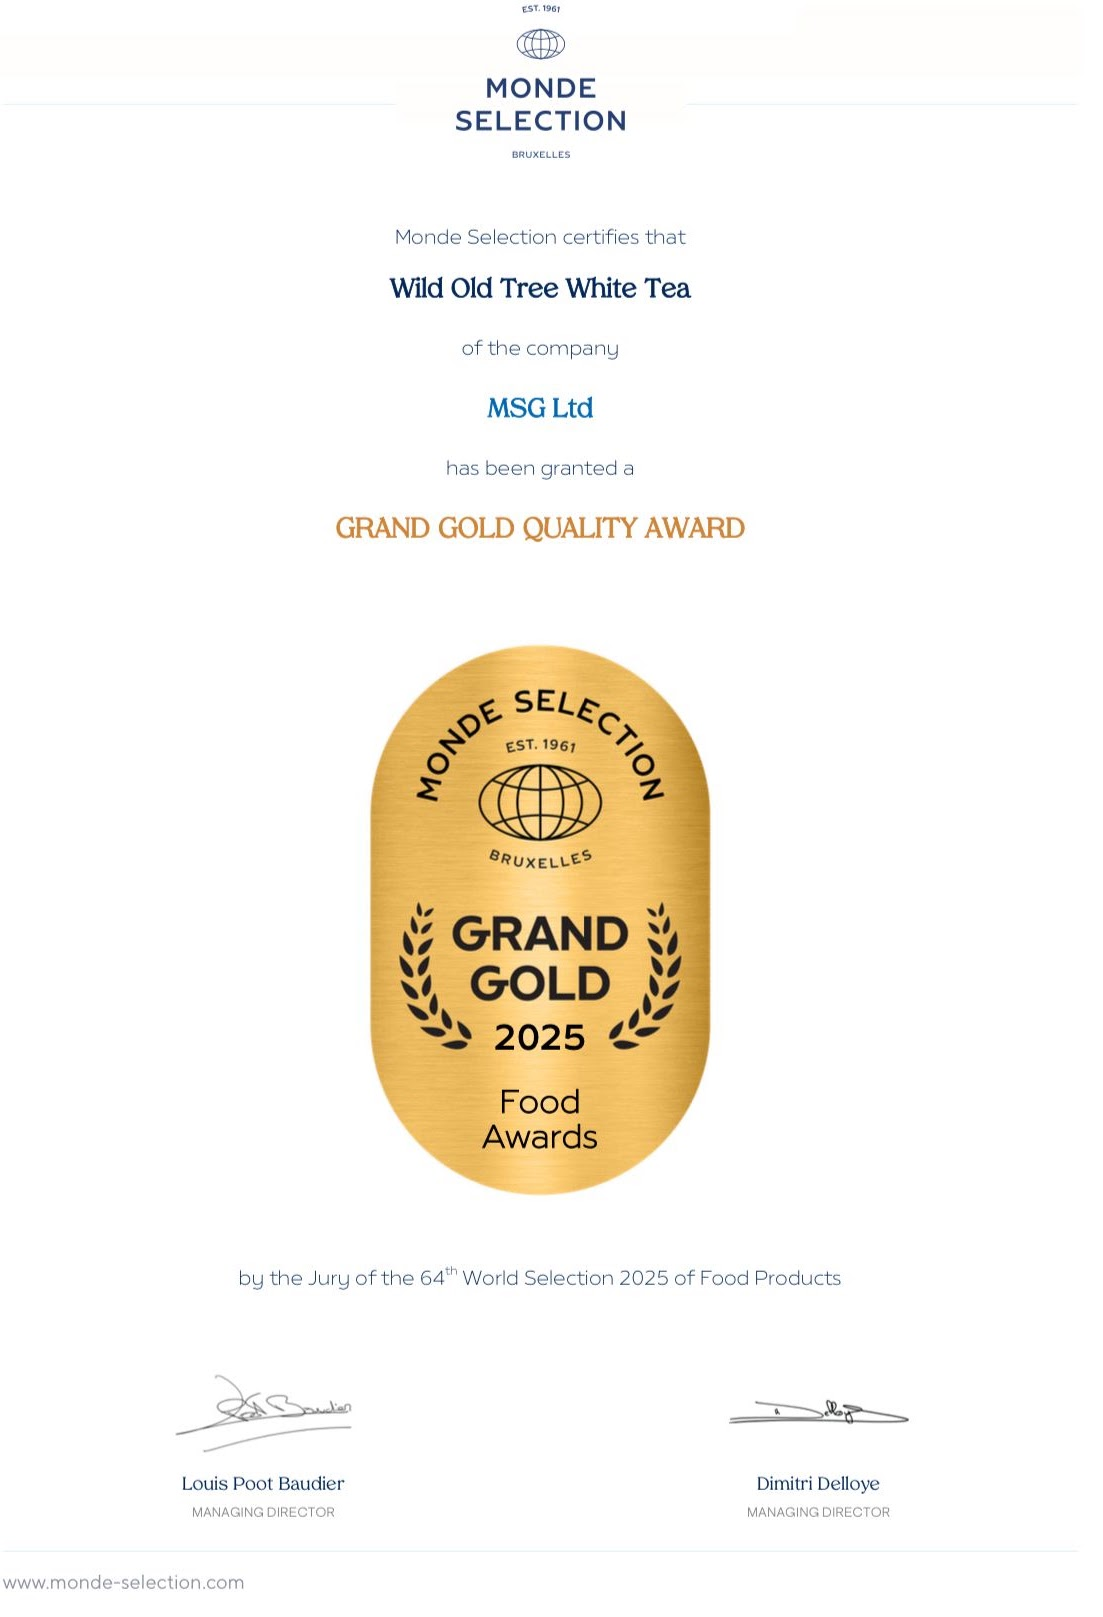 EST. 1961
MONDE
SELECTION
BRUXELLES
Monde Selection certifies that
Wild Old Tree White Tea
of the company
MSG Ltd
has been granted a
GRAND GOLD QUALITY AWARD
MONDE SELECTION
EST. 1961
BRUXELLES
GRAND
GOLD
2025
Food
Awards
by the Jury of the 64th World Selection 2025 of Food Products
Louis Poot Baudier
MANAGING DIRECTOR
Dimitri Delloye
MANAGING DIRECTOR
www.monde-selection.com